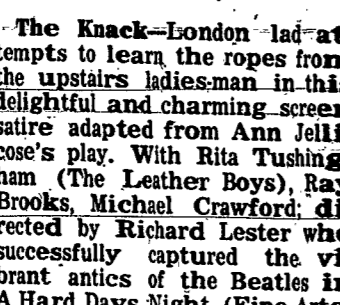 The Knack—London lad at-
tempts to learn the ropes from
the upstairs ladies-man in this
delightful and charming screen
satire adapted from Ann Jelli
cose's play. With Rita Tushing
ham (The Leather Boys), Ray
Brooks, Michael Crawford; di
rected by Richard Lester who
successfully captured the vi
brant antics of the Beatles in
A Hard Days Night (Fine Arts